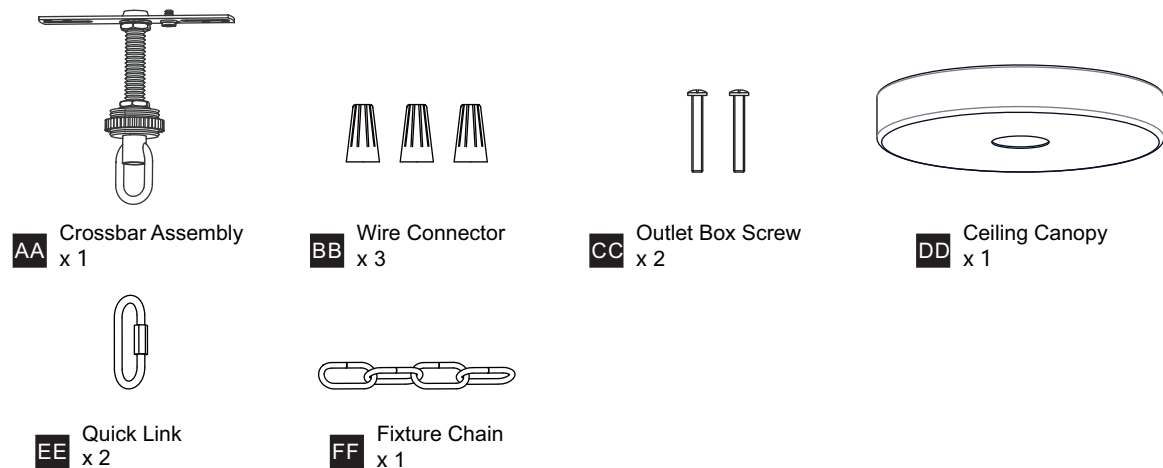 AA Crossbar Assembly
x 1
BB Wire Connector
x 3
CC Outlet Box Screw
x 2
DD Ceiling Canopy
x 1
EE Quick Link
x 2
FF Fixture Chain
x 1